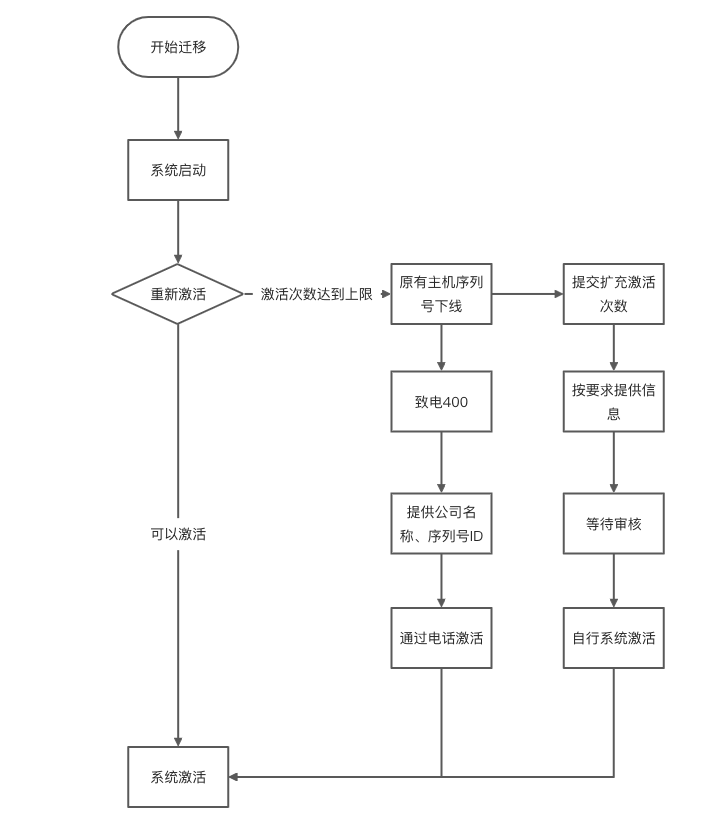 开始迁移
系统启动
重新激活
激活次数达到上限
原有主机序列
号下线
提交扩充激活
次数
致电400
按要求提供信
息
提供公司名
称、序列号ID
等待审核
可以激活
通过电话激活
自行系统激活
系统激活